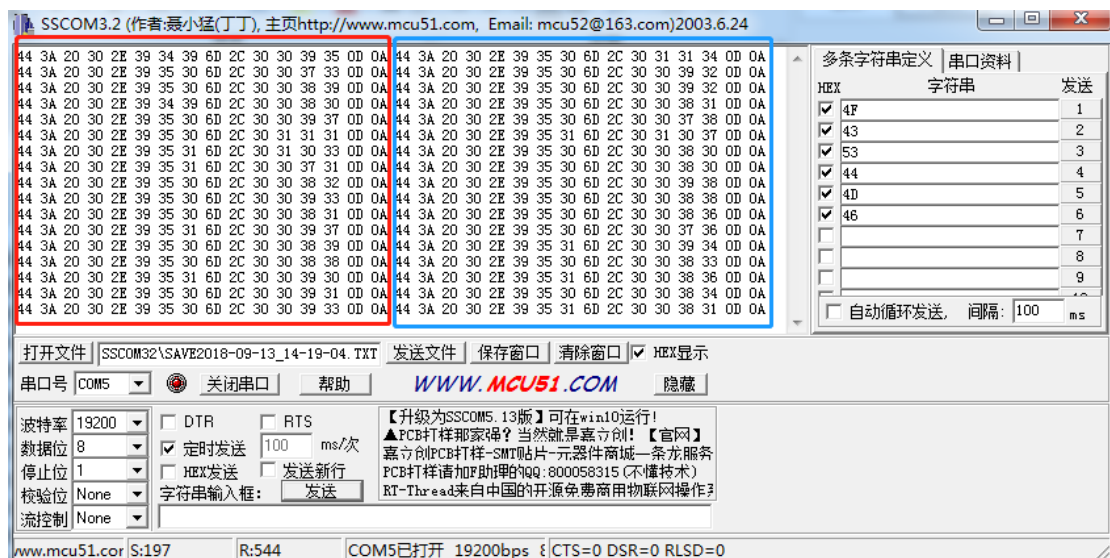 SSCOM3.2 (作者:聂小猛(丁丁), 主页http://www.mcu51.com, Email: mcu52@163.com)2003.6.24
44 3A 20 30 2E 39 34 39 6D 2C 30 30 39 35 0D 0A 44 3A 20 30 2E 39 35 30 6D 2C 30 31 31 34 0D 0A
44 3A 20 30 2E 39 35 30 6D 2C 30 30 37 33 0D 0A 44 3A 20 30 2E 39 35 30 6D 2C 30 30 39 32 0D 0A
44 3A 20 30 2E 39 35 30 6D 2C 30 30 38 39 0D 0A 44 3A 20 30 2E 39 35 30 6D 2C 30 30 39 32 0D 0A
44 3A 20 30 2E 39 34 39 6D 2C 30 30 38 30 0D 0A 44 3A 20 30 2E 39 35 30 6D 2C 30 30 38 31 0D 0A
44 3A 20 30 2E 39 35 30 6D 2C 30 30 39 37 0D 0A 44 3A 20 30 2E 39 35 30 6D 2C 30 30 37 38 0D 0A
44 3A 20 30 2E 39 35 30 6D 2C 30 31 31 31 0D 0A 44 3A 20 30 2E 39 35 31 6D 2C 30 31 30 37 0D 0A
44 3A 20 30 2E 39 35 31 6D 2C 30 31 30 33 0D 0A 44 3A 20 30 2E 39 35 30 6D 2C 30 30 38 30 0D 0A
44 3A 20 30 2E 39 35 31 6D 2C 30 30 37 31 0D 0A 44 3A 20 30 2E 39 35 30 6D 2C 30 30 38 30 0D 0A
44 3A 20 30 2E 39 35 30 6D 2C 30 30 38 32 0D 0A 44 3A 20 30 2E 39 35 30 6D 2C 30 30 39 38 0D 0A
44 3A 20 30 2E 39 35 30 6D 2C 30 30 39 33 0D 0A 44 3A 20 30 2E 39 35 30 6D 2C 30 30 38 38 0D 0A
44 3A 20 30 2E 39 35 30 6D 2C 30 30 38 31 0D 0A 44 3A 20 30 2E 39 35 30 6D 2C 30 30 38 36 0D 0A
44 3A 20 30 2E 39 35 31 6D 2C 30 30 39 37 0D 0A 44 3A 20 30 2E 39 35 30 6D 2C 30 30 37 36 0D 0A
44 3A 20 30 2E 39 35 30 6D 2C 30 30 38 39 0D 0A 44 3A 20 30 2E 39 35 31 6D 2C 30 30 39 34 0D 0A
44 3A 20 30 2E 39 35 30 6D 2C 30 30 38 38 0D 0A 44 3A 20 30 2E 39 35 30 6D 2C 30 30 38 33 0D 0A
44 3A 20 30 2E 39 35 31 6D 2C 30 30 39 30 0D 0A 44 3A 20 30 2E 39 35 31 6D 2C 30 30 38 36 0D 0A
44 3A 20 30 2E 39 35 30 6D 2C 30 30 39 31 0D 0A 44 3A 20 30 2E 39 35 30 6D 2C 30 30 38 34 0D 0A
44 3A 20 30 2E 39 35 30 6D 2C 30 30 39 33 0D 0A 44 3A 20 30 2E 39 35 31 6D 2C 30 30 38 31 0D 0A
多条字符串定义 串口资料
HEX 字符串 发送
4F 1
43 2
53 3
44 4
4D 5
46 6
7
8
9
自动循环发送, 间隔: 100 ms
打开文件 SSCOM32\SAVE2018-09-13_14-19-04.TXT 发送文件 保存窗口 清除窗口 HEX显示
串口号 COM5 关闭串口 帮助 WWW.MCU51.COM 隐藏
波特率 19200 DTR RTS
数据位 8 定时发送 100 ms/次
停止位 1 HEX发送 发送新行
校验位 None 字符串输入框: 发送
流控制 None
【升级为SSCOM5.13版】可在win10运行!
▲PCB打样那家强? 当然就是嘉立创! 【官网】
嘉立创PCB打样-SMT贴片-元器件商城一条龙服务
PCB打样请加F助理的QQ:800058315(不懂技术)
RT-Thread来自中国的开源免费商用物联网操作
www.mcu51.cor S:197 R:544 COM5已打开 19200bps 8 CTS=0 DSR=0 RLSD=0